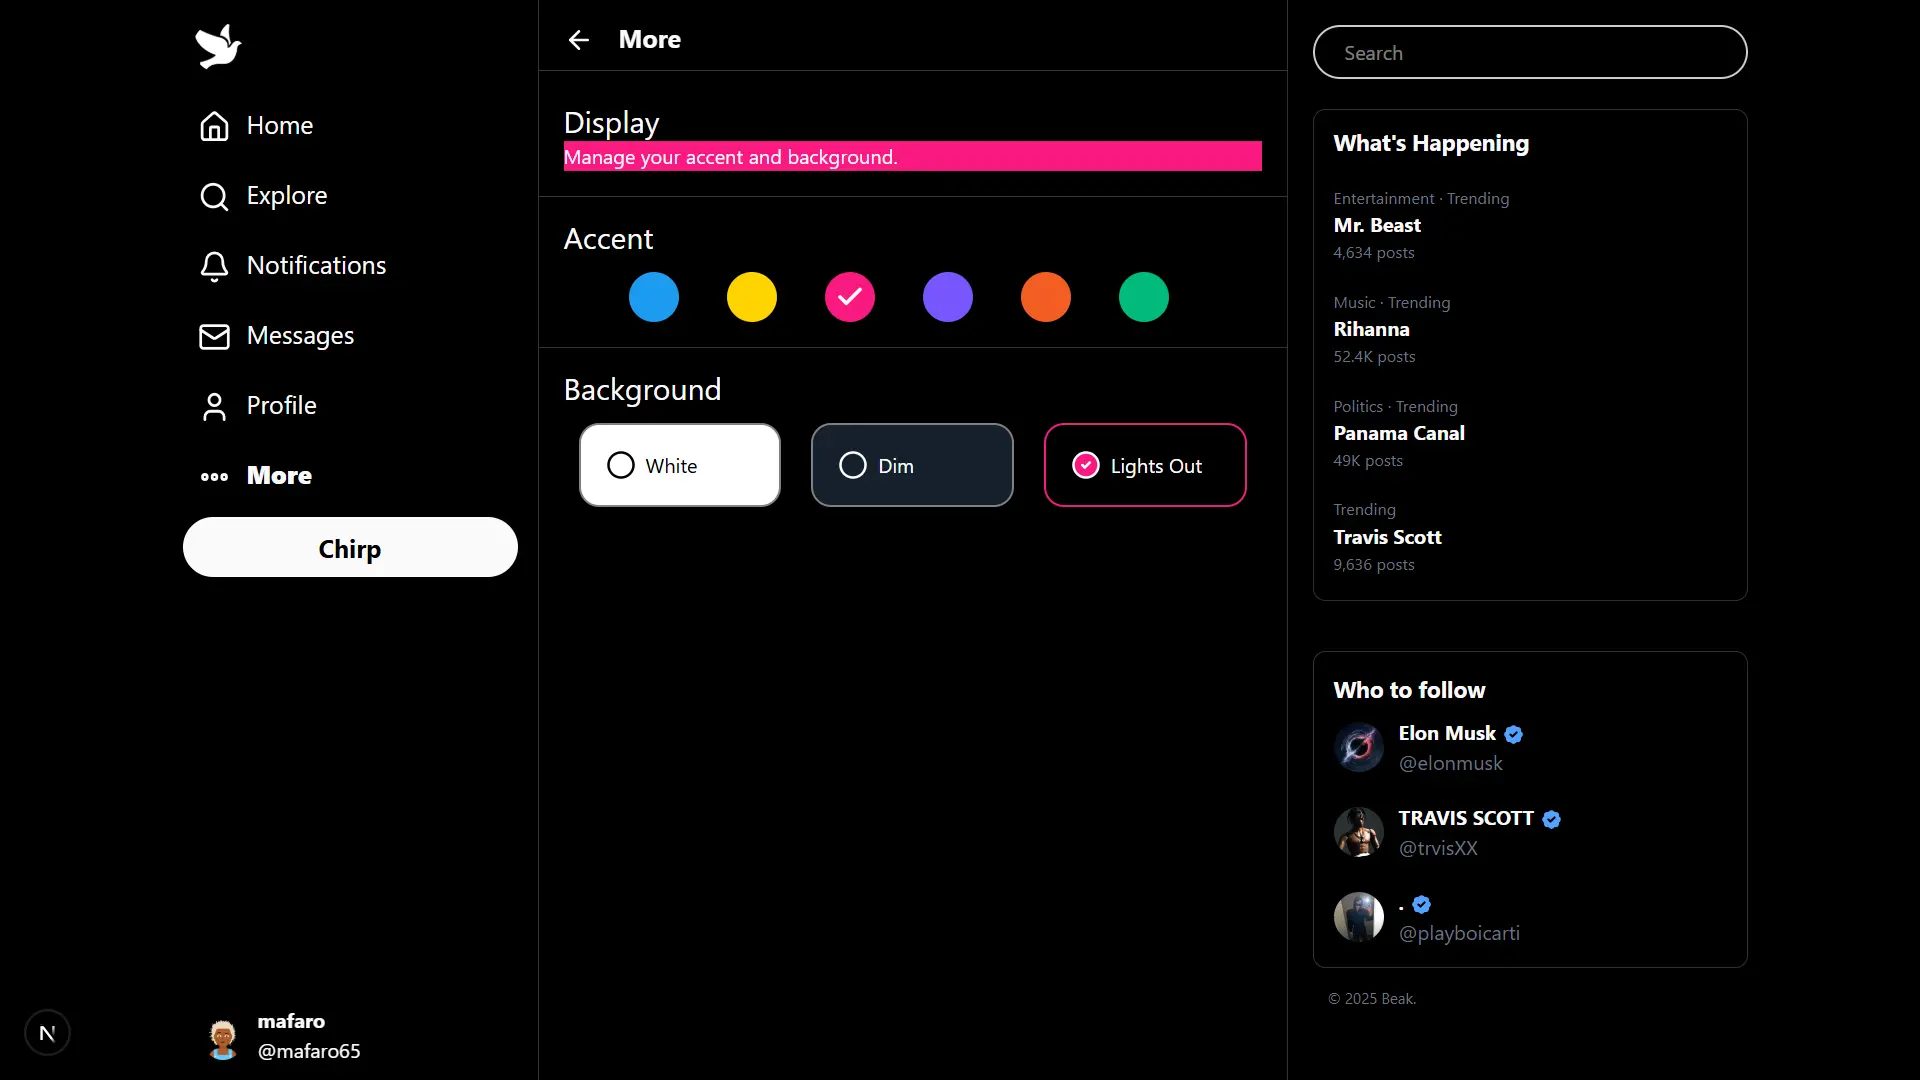 Home
Explore
Notifications
Messages
Profile
More
Chirp
mafaro
@mafaro65
N
More
Display
Manage your accent and background.
Accent
Background
White
Dim
Lights Out
Search
What's Happening
Entertainment · Trending
Mr. Beast
4,634 posts
Music · Trending
Rihanna
52.4K posts
Politics · Trending
Panama Canal
49K posts
Trending
Travis Scott
9,636 posts
Who to follow
Elon Musk
@elonmusk
TRAVIS SCOTT
@trvisXX
.
@playboicarti
© 2025 Beak.